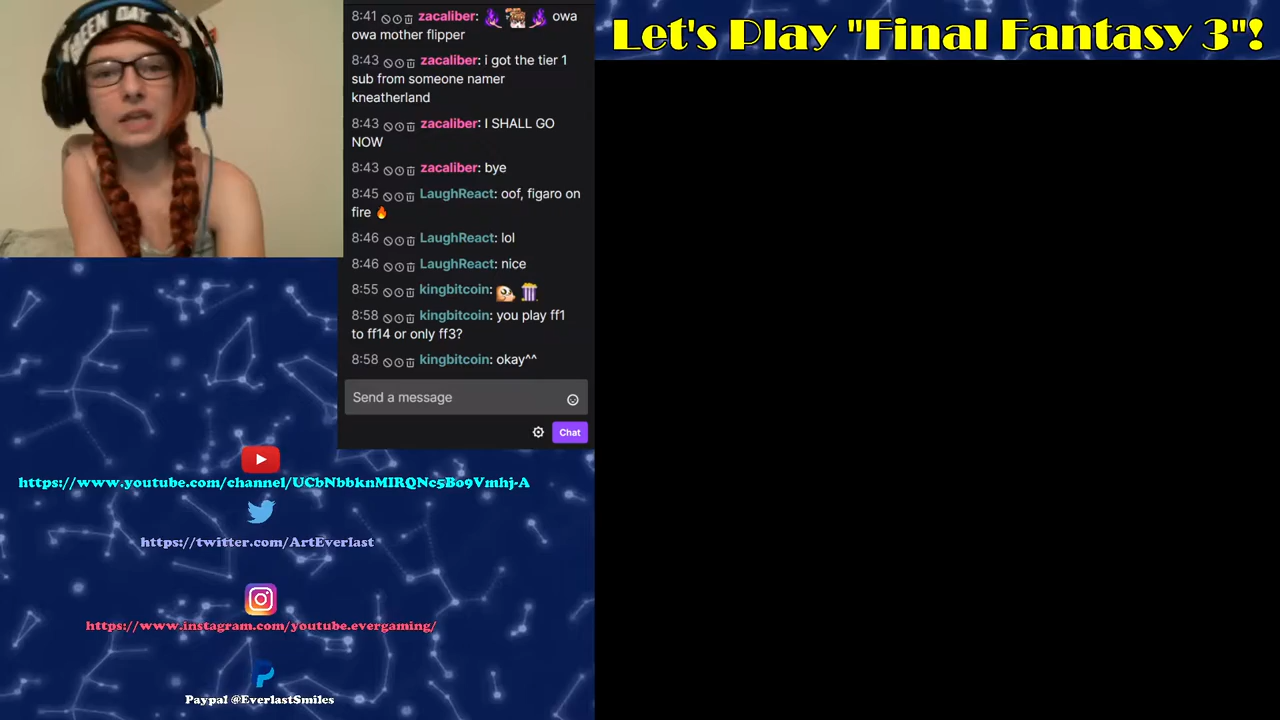 GREEN DAY
8:41 zacaliber: owa
owa mother flipper
8:43 zacaliber: i got the tier 1
sub from someone namer
kneatherland
8:43 zacaliber: I SHALL GO
NOW
8:43 zacaliber: bye
8:45 LaughReact: oof, figaro on
fire 🔥
8:46 LaughReact: lol
8:46 LaughReact: nice
8:55 kingbitcoin: 🍿
8:58 kingbitcoin: you play ff1
to ff14 or only ff3?
8:58 kingbitcoin: okay^^
Send a message
Chat
Let's Play "Final Fantasy 3"!
https://www.youtube.com/channel/UCbNbbknMIRQNc5Bo9Vmhj-A
https://twitter.com/ArtEverlast
https://www.instagram.com/youtube.evergaming/
Paypal @EverlastSmiles